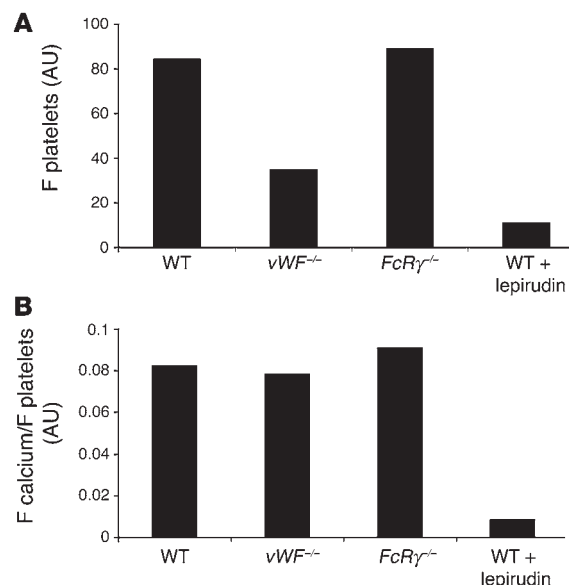 A
F platelets (AU)
100
80
60
40
20
0
WT
vWF⁻/⁻
FcRγ⁻/⁻
WT +
lepirudin
B
F calcium/F platelets
(AU)
0.1
0.08
0.06
0.04
0.02
0
WT
vWF⁻/⁻
FcRγ⁻/⁻
WT +
lepirudin